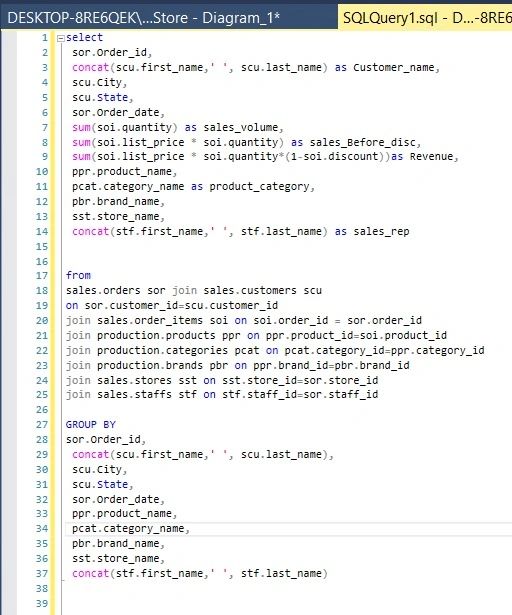 DESKTOP-8RE6QEK\...Store - Diagram_1* SQLQuery1.sql - D...-8RE6
1 select
2 sor.Order_id,
3 concat(scu.first_name,' ', scu.last_name) as Customer_name,
4 scu.City,
5 scu.State,
6 sor.Order_date,
7 sum(soi.quantity) as sales_volume,
8 sum(soi.list_price * soi.quantity) as sales_Before_disc,
9 sum(soi.list_price * soi.quantity*(1-soi.discount))as Revenue,
10 ppr.product_name,
11 pcat.category_name as product_category,
12 pbr.brand_name,
13 sst.store_name,
14 concat(stf.first_name,' ', stf.last_name) as sales_rep
15
16
17 from
18 sales.orders sor join sales.customers scu
19 on sor.customer_id=scu.customer_id
20 join sales.order_items soi on soi.order_id = sor.order_id
21 join production.products ppr on ppr.product_id=soi.product_id
22 join production.categories pcat on pcat.category_id=ppr.category_id
23 join production.brands pbr on ppr.brand_id=pbr.brand_id
24 join sales.stores sst on sst.store_id=sor.store_id
25 join sales.staffs stf on stf.staff_id=sor.staff_id
26
27 GROUP BY
28 sor.Order_id,
29 concat(scu.first_name,' ', scu.last_name),
30 scu.City,
31 scu.State,
32 sor.Order_date,
33 ppr.product_name,
34 pcat.category_name,
35 pbr.brand_name,
36 sst.store_name,
37 concat(stf.first_name,' ', stf.last_name)
38
39